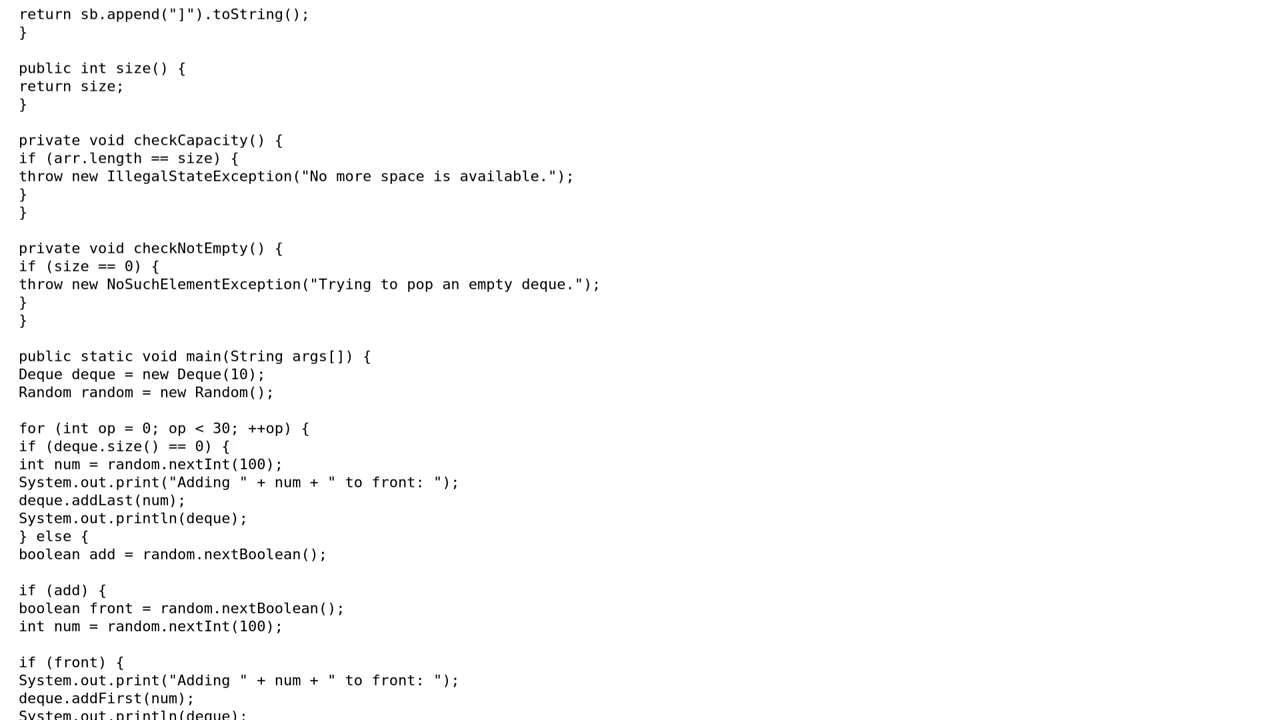 return sb.append("]").toString();
}

public int size() {
return size;
}

private void checkCapacity() {
if (arr.length == size) {
throw new IllegalStateException("No more space is available.");
}
}

private void checkNotEmpty() {
if (size == 0) {
throw new NoSuchElementException("Trying to pop an empty deque.");
}
}

public static void main(String args[]) {
Deque deque = new Deque(10);
Random random = new Random();

for (int op = 0; op < 30; ++op) {
if (deque.size() == 0) {
int num = random.nextInt(100);
System.out.print("Adding " + num + " to front: ");
deque.addLast(num);
System.out.println(deque);
} else {
boolean add = random.nextBoolean();

if (add) {
boolean front = random.nextBoolean();
int num = random.nextInt(100);

if (front) {
System.out.print("Adding " + num + " to front: ");
deque.addFirst(num);
System.out.println(deque);